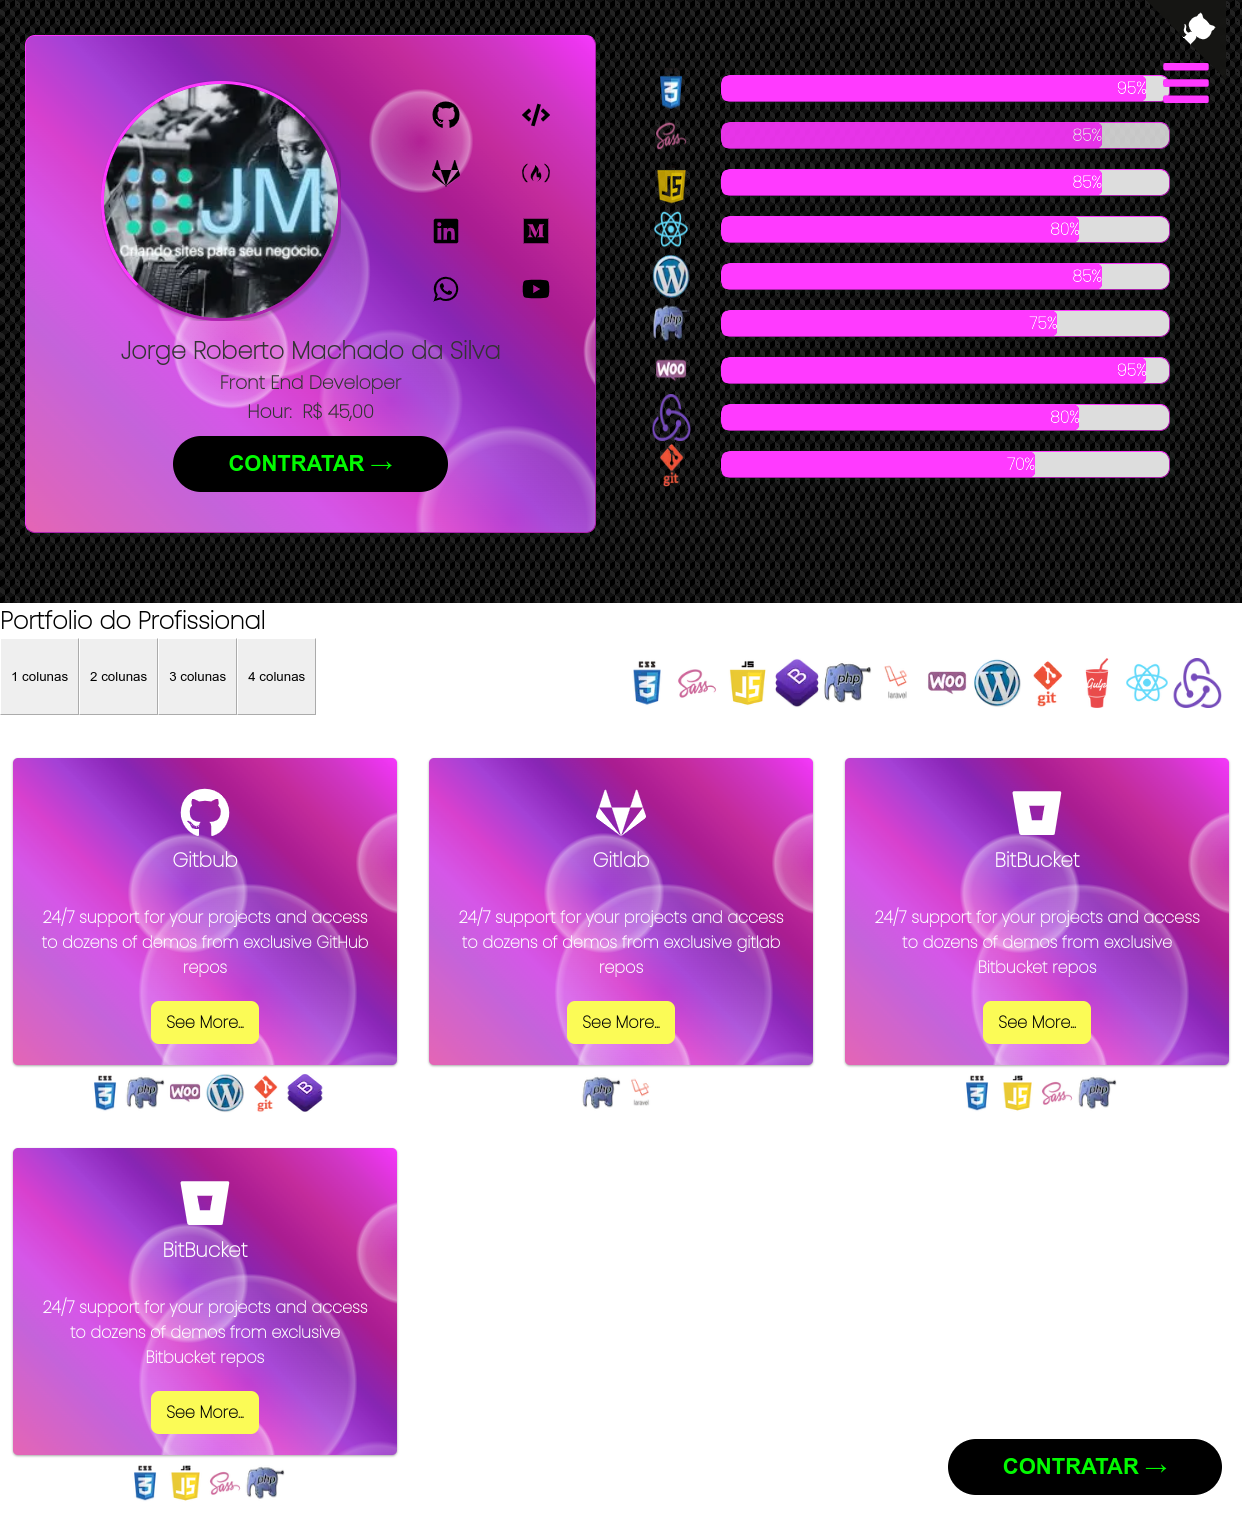 JM
Criando sites para seu negócio.
Jorge Roberto Machado da Silva
Front End Developer
Hour: R$ 45,00
CONTRATAR →
95%
Sass
85%
JS
85%
80%
W
85%
php
75%
WOO
95%
80%
git
70%
Portfolio do Profissional
1 colunas
2 colunas
3 colunas
4 colunas
CSS
Sass
JS
B
php
laravel
WOO
W
git
Gulp
Gitbub
24/7 support for your projects and access
to dozens of demos from exclusive GitHub
repos
See More...
CSS
php
WOO
W
git
B
Gitlab
24/7 support for your projects and access
to dozens of demos from exclusive gitlab
repos
See More...
php
laravel
BitBucket
24/7 support for your projects and access
to dozens of demos from exclusive
Bitbucket repos
See More...
CSS
JS
Sass
php
BitBucket
24/7 support for your projects and access
to dozens of demos from exclusive
Bitbucket repos
See More...
CSS
JS
Sass
php
CONTRATAR →